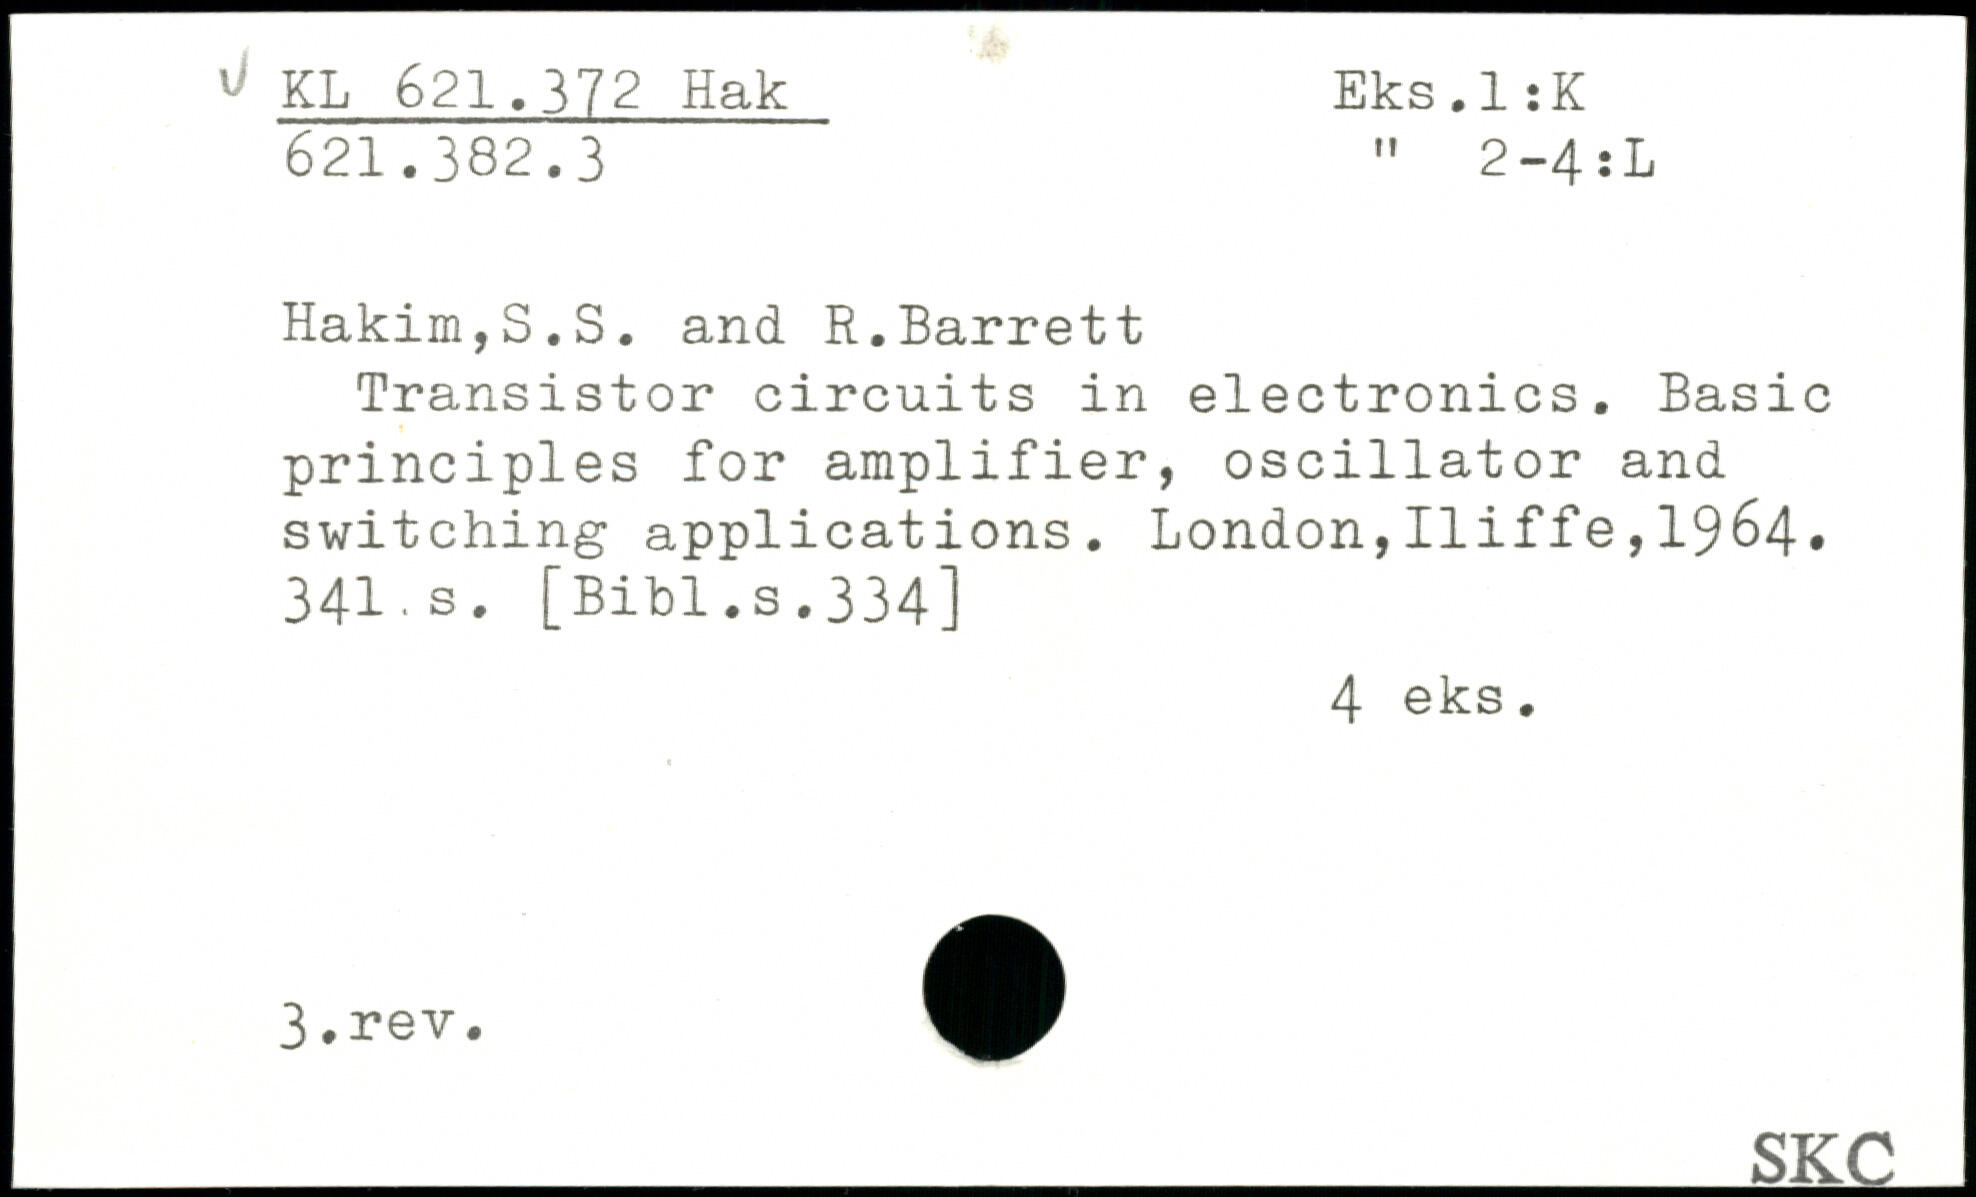 KL 621.372 Hak
Eks.1:K
621.382.3
" 2-4:L
Hakim,S.S. and R.Barrett
Transistor circuits in electronics. Basic
principles for amplifier, oscillator and
switching applications. London,Iliffe,1964.
341.s. [Bibl.s.334]
4 eks.
3.rev.
SKC